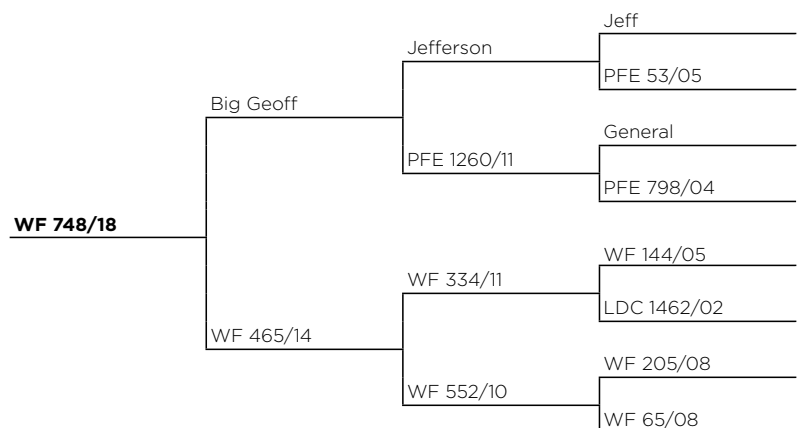 Jeff
Jefferson
PFE 53/05
Big Geoff
General
PFE 1260/11
PFE 798/04
WF 748/18
WF 144/05
WF 334/11
LDC 1462/02
WF 465/14
WF 205/08
WF 552/10
WF 65/08